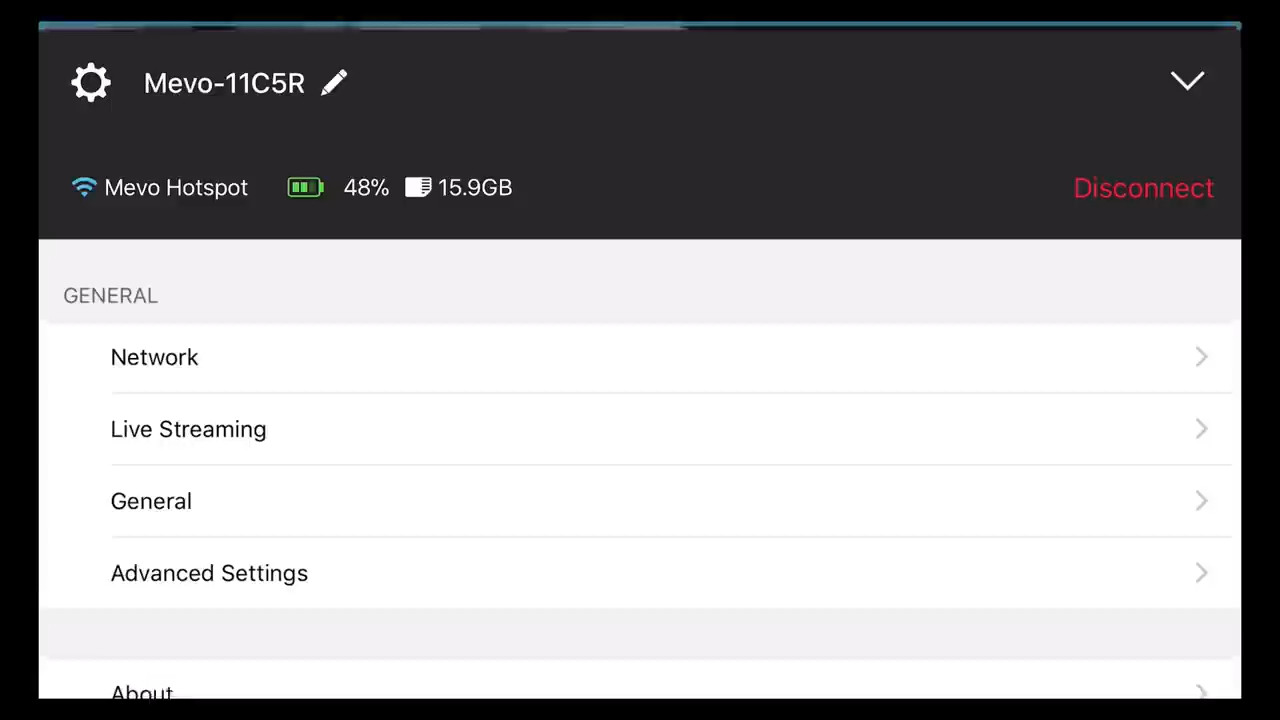 Mevo-11C5R
Mevo Hotspot 48% 15.9GB Disconnect
GENERAL
Network
Live Streaming
General
Advanced Settings
About